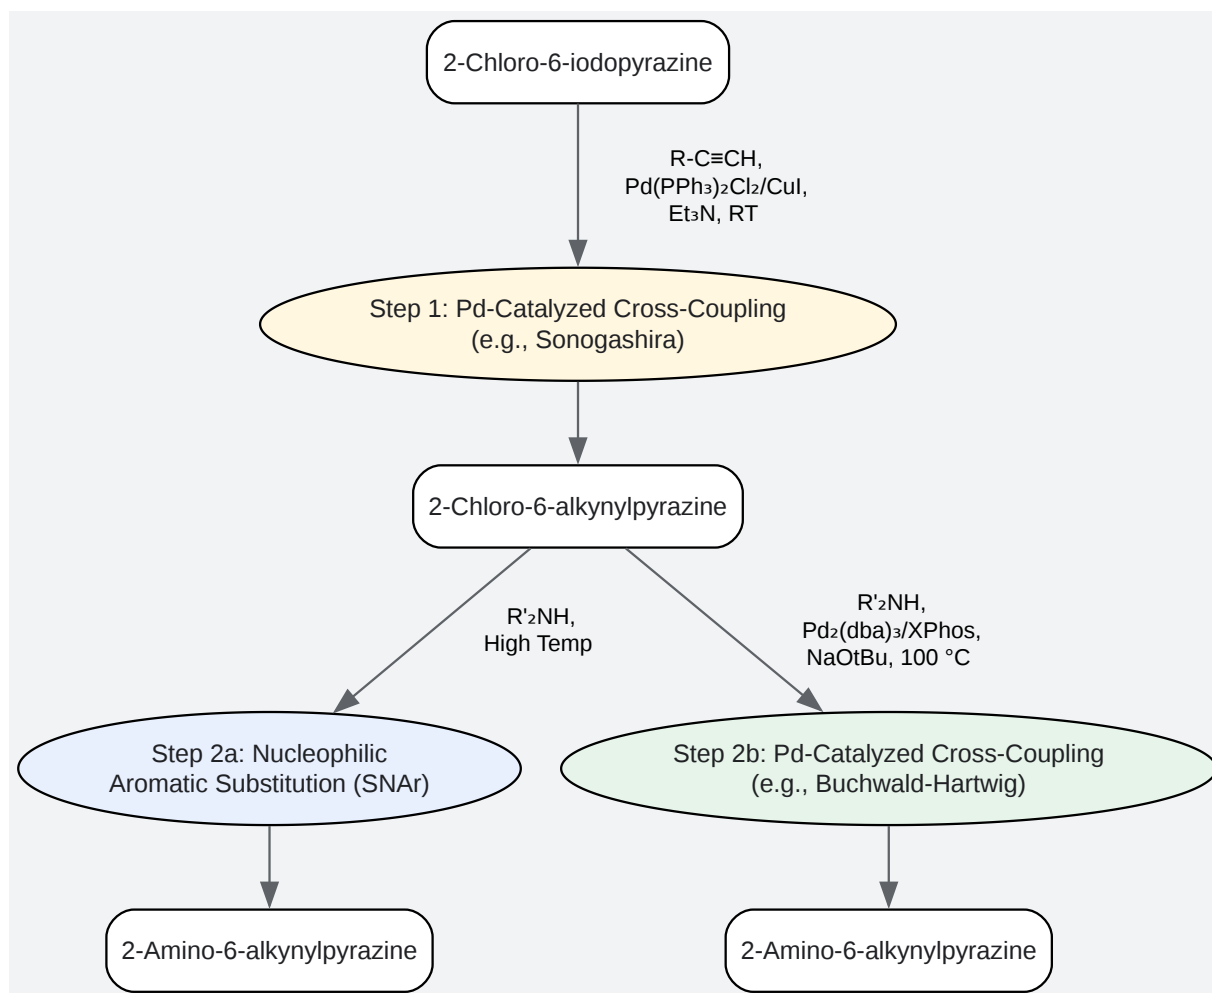 2-Chloro-6-iodopyrazine
R-C≡CH,
Pd(PPh₃)₂Cl₂/CuI,
Et₃N, RT
Step 1: Pd-Catalyzed Cross-Coupling
(e.g., Sonogashira)
2-Chloro-6-alkynylpyrazine
R'₂NH,
High Temp
R'₂NH,
Pd₂(dba)₃/XPhos,
NaOtBu, 100 °C
Step 2a: Nucleophilic
Aromatic Substitution (SNAr)
Step 2b: Pd-Catalyzed Cross-Coupling
(e.g., Buchwald-Hartwig)
2-Amino-6-alkynylpyrazine
2-Amino-6-alkynylpyrazine